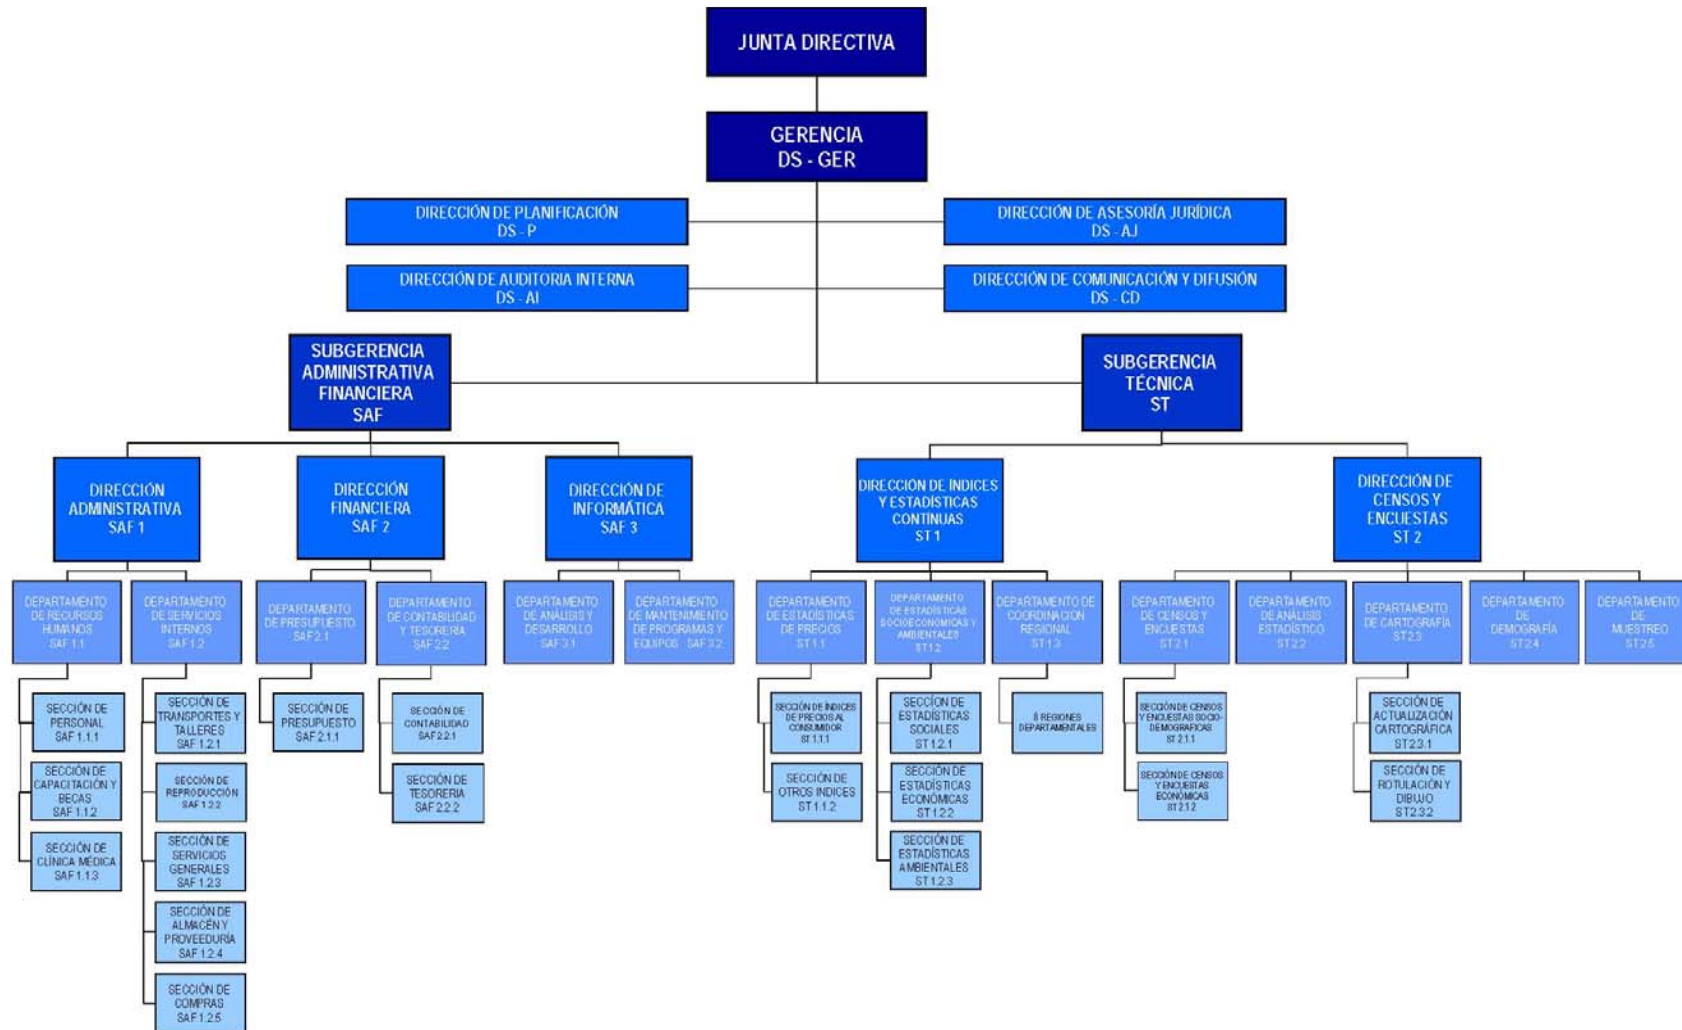 JUNTA DIRECTIVA
GERENCIA
DS - GER
DIRECCIÓN DE PLANIFICACIÓN
DS - P
DIRECCIÓN DE ASESORÍA JURÍDICA
DS - AJ
DIRECCIÓN DE AUDITORIA INTERNA
DS - AI
DIRECCIÓN DE COMUNICACIÓN Y DIFUSIÓN
DS - CD
SUBGERENCIA
ADMINISTRATIVA
FINANCIERA
SAF
SUBGERENCIA
TÉCNICA
ST
DIRECCIÓN
ADMINISTRATIVA
SAF 1
DIRECCIÓN
FINANCIERA
SAF 2
DIRECCIÓN DE
INFORMÁTICA
SAF 3
DIRECCIÓN DE ÍNDICES
Y ESTADÍSTICAS
CONTÍNUAS
ST 1
DIRECCIÓN DE
CENSOS Y
ENCUESTAS
ST 2
DEPARTAMENTO
DE RECURSOS
HUMANOS
SAF 1.1
DEPARTAMENTO
DE SERVICIOS
INTERNOS
SAF 1.2
DEPARTAMENTO
DE PRESUPUESTO
SAF 2.1
DEPARTAMENTO
DE CONTABILIDAD
Y TESORERIA
SAF 2.2
DEPARTAMENTO
DE ANÁLISIS Y
DESARROLLO
SAF 3.1
DEPARTAMENTO
DE MANTENIMIENTO
DE PROGRAMAS Y
EQUIPOS SAF 3.2
DEPARTAMENTO
DE ESTADÍSTICAS
DE PRECIOS
ST 1.1
DEPARTAMENTO
DE ESTADÍSTICAS
SOCIOECONÓMICAS Y
AMBIENTALES
ST 1.2
DEPARTAMENTO DE
COORDINACIÓN
REGIONAL
ST 1.3
DEPARTAMENTO
DE CENSOS Y
ENCUESTAS
ST 2.1
DEPARTAMENTO
DE ANÁLISIS
ESTADÍSTICO
ST 2.2
DEPARTAMENTO
DE CARTOGRAFÍA
ST 2.3
DEPARTAMENTO
DE
DEMOGRAFÍA
ST 2.4
DEPARTAMENTO
DE
MUESTREO
ST 2.5
SECCIÓN DE
PERSONAL
SAF 1.1.1
SECCIÓN DE
CAPACITACIÓN Y
BECAS
SAF 1.1.2
SECCIÓN DE
CLÍNICA MÉDICA
SAF 1.1.3
SECCIÓN DE
TRANSPORTES Y
TALLERES
SAF 1.2.1
SECCIÓN DE
REPRODUCCIÓN
SAF 1.2.2
SECCIÓN DE
SERVICIOS
GENERALES
SAF 1.2.3
SECCIÓN DE
ALMACÉN Y
PROVEEDURÍA
SAF 1.2.4
SECCIÓN DE
COMPRAS
SAF 1.2.5
SECCIÓN DE
PRESUPUESTO
SAF 2.1.1
SECCIÓN DE
CONTABILIDAD
SAF 2.2.1
SECCIÓN DE
TESORERIA
SAF 2.2.2
SECCIÓN DE ÍNDICES
DE PRECIOS AL
CONSUMIDOR
ST 1.1.1
SECCIÓN DE
OTROS INDICES
ST 1.1.2
SECCÍON DE
ESTADÍSTICAS
SOCIALES
ST 1.2.1
SECCIÓN DE
ESTADÍSTICAS
ECONÓMICAS
ST 1.2.2
SECCIÓN DE
ESTADÍSTICAS
AMBIENTALES
ST 1.2.3
8 REGIONES
DEPARTAMENTALES
SECCIÓN DE CENSOS
Y ENCUESTAS SOCIO-
DEMOGRAFICAS
ST 2.1.1
SECCIÓN DE CENSOS
Y ENCUESTAS
ECONÓMICAS
ST 2.1.2
SECCIÓN DE
ACTUALIZACIÓN
CARTOGRÁFICA
ST 2.3.1
SECCIÓN DE
ROTULACIÓN Y
DIBUJO
ST 2.3.2